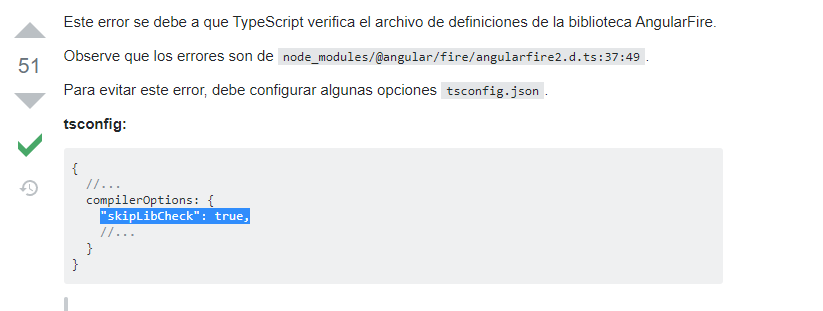 Este error se debe a que TypeScript verifica el archivo de definiciones de la biblioteca AngularFire.
51
Observe que los errores son de node_modules/@angular/fire/angularfire2.d.ts:37:49 .
Para evitar este error, debe configurar algunas opciones tsconfig.json .
tsconfig:
{
  //...
  compilerOptions: {
    "skipLibCheck": true,
    //...
  }
}